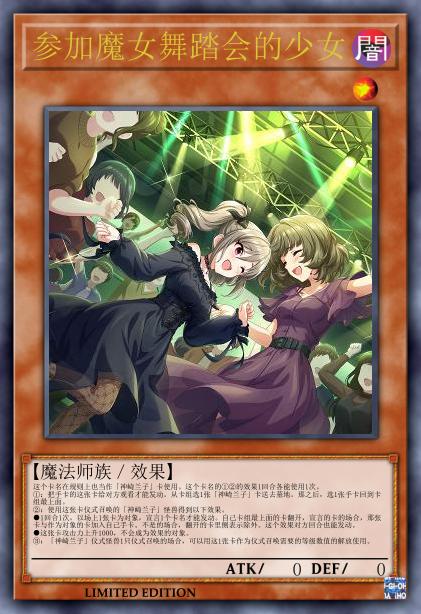 参加魔女舞踏会的少女
闇
【魔法师族 / 效果】
这个卡名在规则上也当作「神崎兰子」卡使用。这个卡名的①②的效果1回合各能使用1次。
①：把手卡的这张卡给对方观看才能发动。从卡组选1张「神崎兰子」卡送去墓地。那之后，选1张手卡回到卡组最上面。
②：使用这张卡仪式召唤的「神崎兰子」怪兽得到以下效果。
●1回合1次，以场上1张卡为对象，宣言1个卡名才能发动。自己卡组最上面的卡翻开，宣言的卡的场合，那张卡与作为对象的卡加入自己手卡。不是的场合，翻开的卡里侧表示除外。这个效果对方回合也能发动。
●这张卡攻击力上升1000，不会成为效果的对象。
③：「神崎兰子」仪式怪兽1只仪式召唤的场合，可以用这1张卡作为仪式召唤需要的等级数值的解放使用。
ATK/ 0 DEF/ 0
LIMITED EDITION